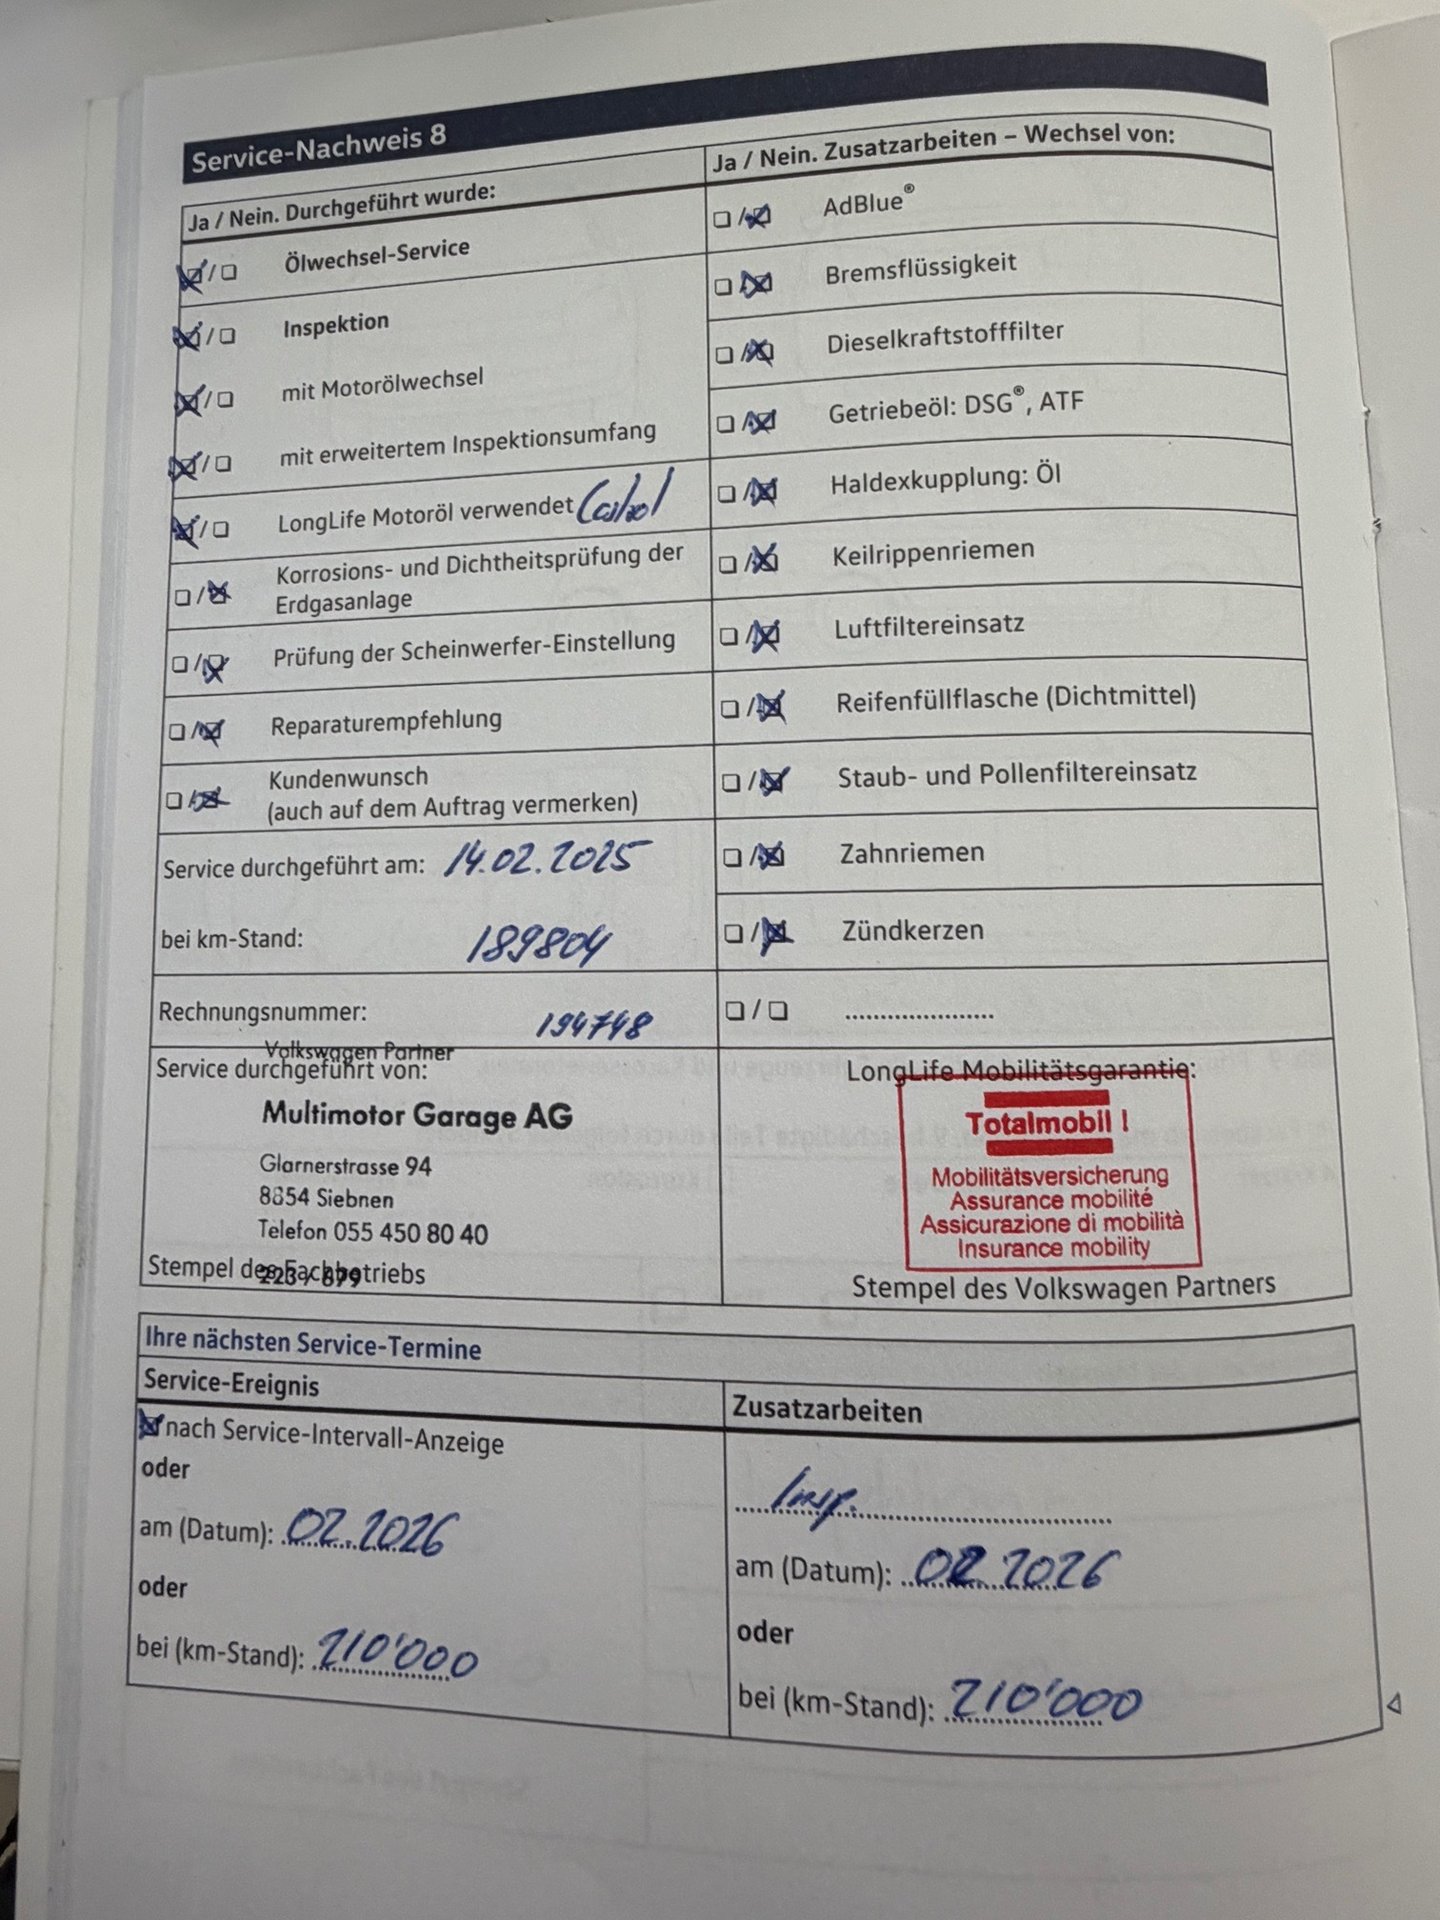 Service-Nachweis 8
Ja / Nein. Durchgeführt wurde:
Ölwechsel-Service
Inspektion
mit Motorölwechsel
mit erweitertem Inspektionsumfang
LongLife Motoröl verwendet Castrol
Korrosions- und Dichtheitsprüfung der
Erdgasanlage
Prüfung der Scheinwerfer-Einstellung
Reparaturempfehlung
Kundenwunsch
(auch auf dem Auftrag vermerken)
Service durchgeführt am: 14.02.2025
bei km-Stand: 189804
Rechnungsnummer: 194748
Ja / Nein. Zusatzarbeiten – Wechsel von:
AdBlue®
Bremsflüssigkeit
Dieselkraftstofffilter
Getriebeöl: DSG®, ATF
Haldexkupplung: Öl
Keilrippenriemen
Luftfiltereinsatz
Reifenfüllflasche (Dichtmittel)
Staub- und Pollenfiltereinsatz
Zahnriemen
Zündkerzen
....................
Volkswagen Partner
Service durchgeführt von:
Multimotor Garage AG
Glarnerstrasse 94
8854 Siebnen
Telefon 055 450 80 40
223 / 879
Stempel des Fachbetriebs
LongLife Mobilitätsgarantie:
Totalmobil !
Mobilitätsversicherung
Assurance mobilité
Assicurazione di mobilità
Insurance mobility
Stempel des Volkswagen Partners
Ihre nächsten Service-Termine
Service-Ereignis
nach Service-Intervall-Anzeige
oder
am (Datum): 02.2026
oder
bei (km-Stand): 210'000
Zusatzarbeiten
Insp.
am (Datum): 02 2026
oder
bei (km-Stand): 210'000